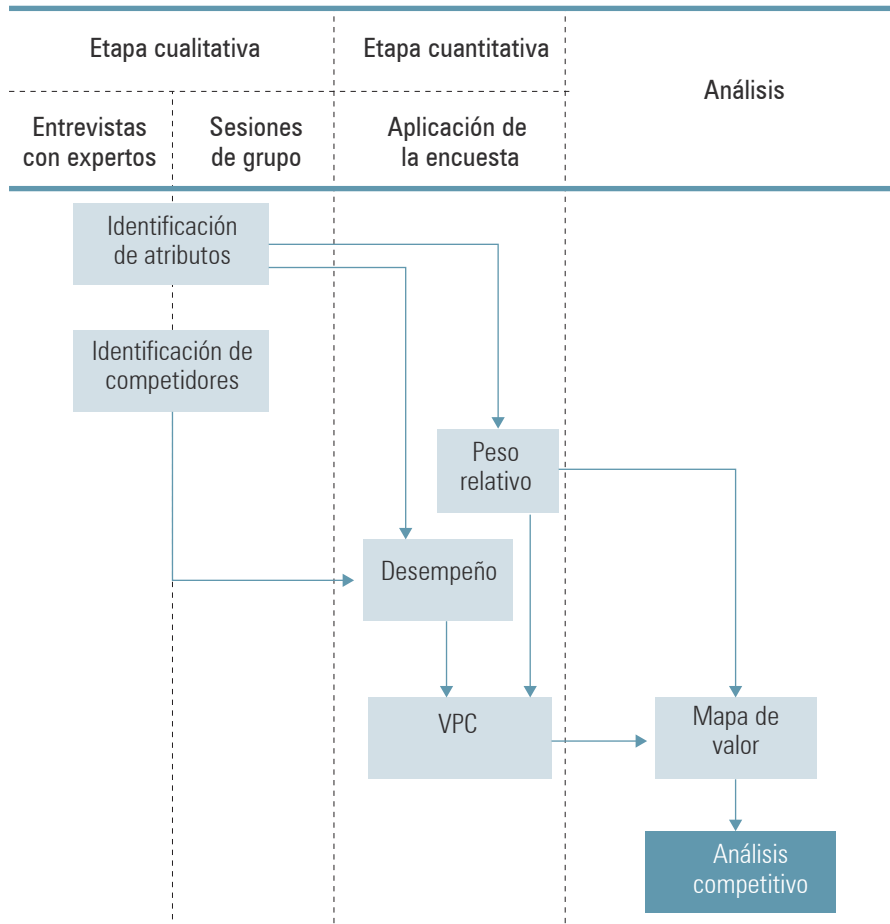 Etapa cualitativa
Etapa cuantitativa
Análisis
Entrevistas
con expertos
Sesiones
de grupo
Aplicación de
la encuesta
Identificación
de atributos
Identificación de
competidores
Peso
relativo
Desempeño
VPC
Mapa de
valor
Análisis
competitivo